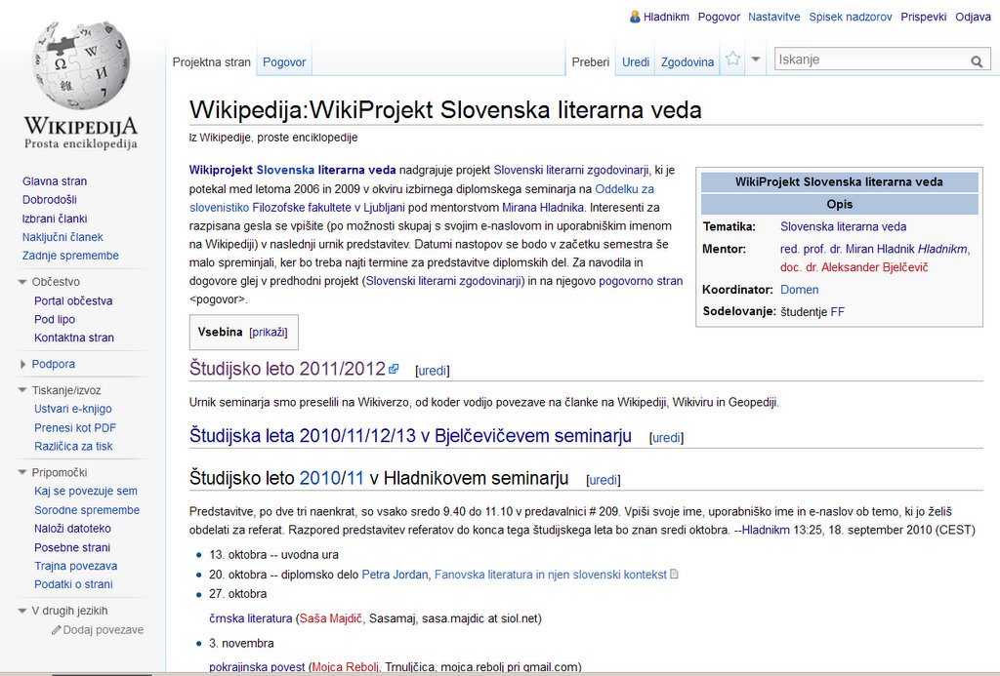 Hladnikm Pogovor Nastavitve Spisek nadzorov Prispevki Odjava
Projektna stran Pogovor Preberi Uredi Zgodovina Iskanje
WIKIPEDIJA
Prosta enciklopedija
Glavna stran
Dobrodošli
Izbrani članki
Naključni članek
Zadnje spremembe
Občestvo
Portal občestva
Pod lipo
Kontaktna stran
Podpora
Tiskanje/izvoz
Ustvari e-knjigo
Prenesi kot PDF
Različica za tisk
Pripomočki
Kaj se povezuje sem
Sorodne spremembe
Naloži datoteko
Posebne strani
Trajna povezava
Podatki o strani
V drugih jezikih
Dodaj povezave
Wikipedija:WikiProjekt Slovenska literarna veda
Iz Wikipedije, proste enciklopedije
Wikiprojekt Slovenska literarna veda nadgrajuje projekt Slovenski literarni zgodovinarji, ki je
potekal med letoma 2006 in 2009 v okviru izbirnega diplomskega seminarja na Oddelku za
slovenistiko Filozofske fakultete v Ljubljani pod mentorstvom Mirana Hladnika. Interesenti za
razpisana gesla se vpišite (po možnosti skupaj s svojim e-naslovom in uporabniškim imenom
na Wikipediji) v naslednji urnik predstavitev. Datumi nastopov se bodo v začetku semestra še
malo spreminjali, ker bo treba najti termine za predstavitve diplomskih del. Za navodila in
dogovore glej v predhodni projekt (Slovenski literarni zgodovinarji) in na njegovo pogovorno stran
<pogovor>.
WikiProjekt Slovenska literarna veda
Opis
Tematika: Slovenska literarna veda
Mentor: red. prof. dr. Miran Hladnik Hladnikm,
doc. dr. Aleksander Bjelčevič
Koordinator: Domen
Sodelovanje: študentje FF
Vsebina [prikaži]
Študijsko leto 2011/2012 [uredi]
Urnik seminarja smo preselili na Wikiverzo, od koder vodijo povezave na članke na Wikipediji, Wikiviru in Geopediji.
Študijska leta 2010/11/12/13 v Bjelčevičevem seminarju [uredi]
Študijsko leto 2010/11 v Hladnikovem seminarju [uredi]
Predstavitve, po dve tri naenkrat, so vsako sredo 9.40 do 11.10 v predavalnici # 209. Vpiši svoje ime, uporabniško ime in e-naslov ob temo, ki jo želiš
obdelati za referat. Razpored predstavitev referatov do konca tega študijskega leta bo znan sredi oktobra. --Hladnikm 13:25, 18. september 2010 (CEST)
13. oktobra -- uvodna ura
20. oktobra -- diplomsko delo Petra Jordan, Fanovska literatura in njen slovenski kontekst
27. oktobra
črnska literatura (Saša Majdič, Sasamaj, sasa.majdic at siol.net)
3. novembra
pokrajinska povest (Mojca Rebolj, Trnuljčica, mojca.rebolj pri gmail.com)